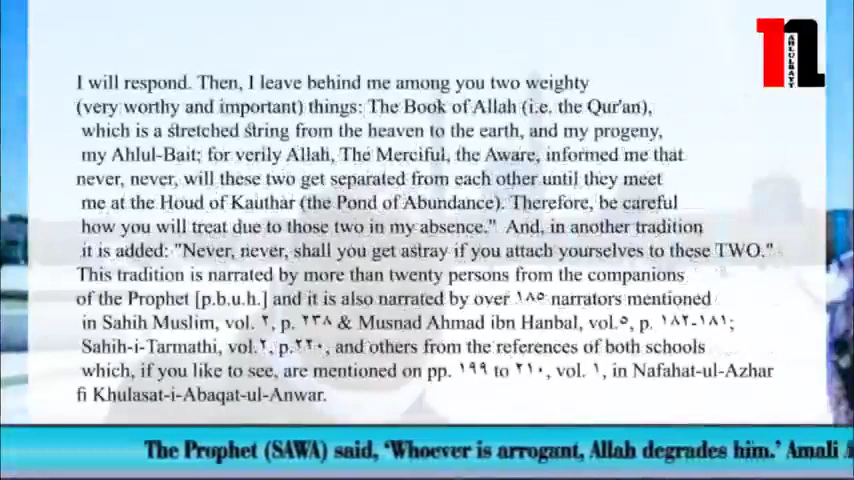 AHLULBAYT
I will respond. Then, I leave behind me among you two weighty
(very worthy and important) things: The Book of Allah (i.e. the Qur'an),
which is a stretched string from the heaven to the earth, and my progeny,
my Ahlul-Bait; for verily Allah, The Merciful, the Aware, informed me that
never, never, will these two get separated from each other until they meet
me at the Houd of Kauthar (the Pond of Abundance). Therefore, be careful
how you will treat due to those two in my absence." And, in another tradition
it is added: "Never, never, shall you get astray if you attach yourselves to these TWO."
This tradition is narrated by more than twenty persons from the companions
of the Prophet [p.b.u.h.] and it is also narrated by over ١٨٥ narrators mentioned
in Sahih Muslim, vol. ٢, p. ٢٣٨ & Musnad Ahmad ibn Hanbal, vol.٥, p. ١٨٢-١٨١;
Sahih-i-Tarmathi, vol.٢, p.٢٢٠, and others from the references of both schools
which, if you like to see, are mentioned on pp. ١٩٩ to ٢١٠, vol. ١, in Nafahat-ul-Azhar
fi Khulasat-i-Abaqat-ul-Anwar.
The Prophet (SAWA) said, 'Whoever is arrogant, Allah degrades him.' Amali